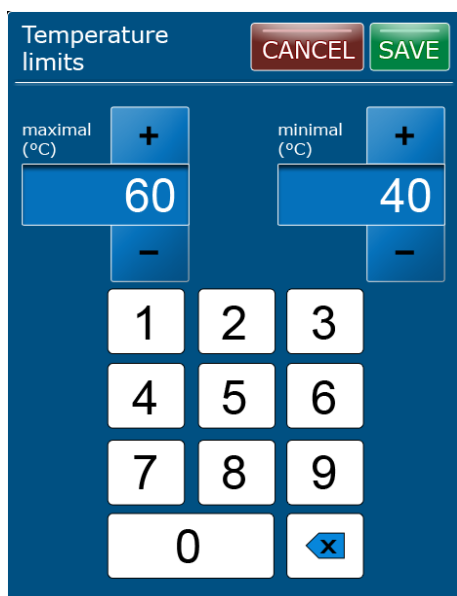 Temperature
limits
CANCEL SAVE
maximal
(°C)
+
60
−
minimal
(°C)
+
40
−
1 2 3
4 5 6
7 8 9
0 x